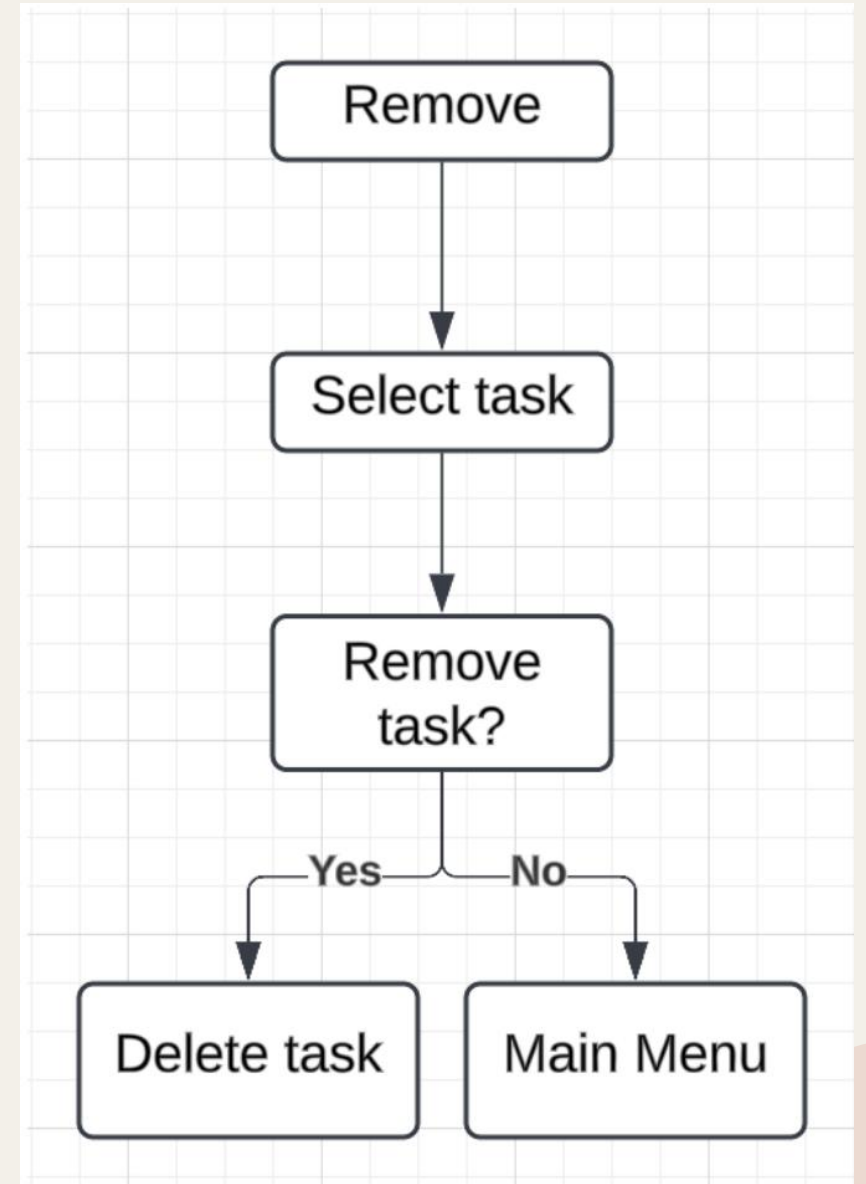 Remove
Select task
Remove
task?
Yes
No
Delete task
Main Menu